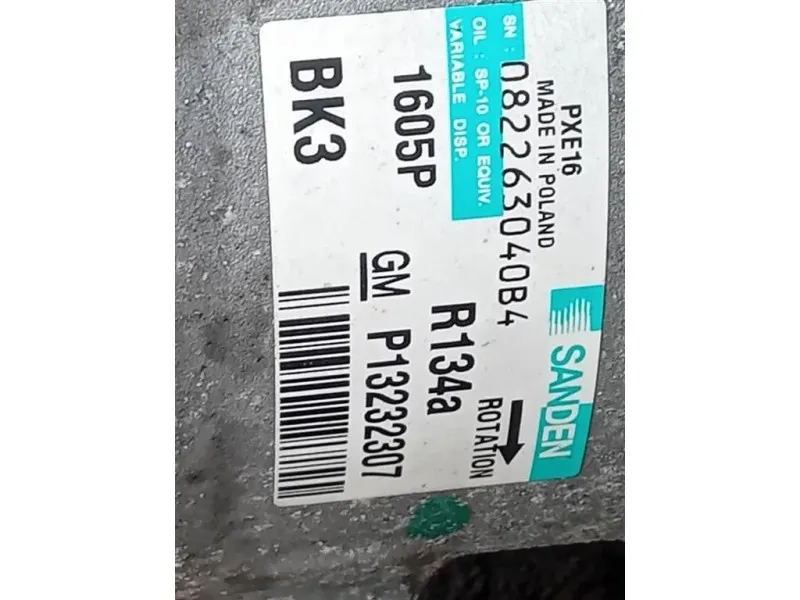 SANDEN
PXE16
MADE IN POLAND
ROTATION
SN : 0822263040B4
OIL : SP-10 OR EQUIV.
VARIABLE DISP.
R134a
1605P
GM P13232307
BK3